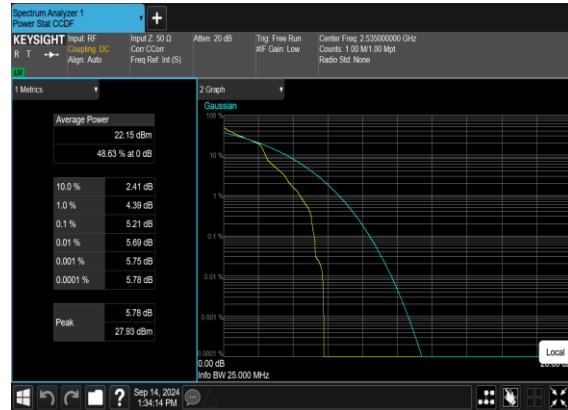 Spectrum Analyzer 1
Power Stat CCDF
KEYSIGHT
R T
LU
Input: RF
Coupling: DC
Align: Auto
Input Z: 50 Ω
Corr CCorr
Freq Ref: Int (S)
Atten: 20 dB
Trig: Free Run
#IF Gain: Low
Center Freq: 2.535000000 GHz
Counts: 1.00 M/1.00 Mpt
Radio Std: None
1 Metrics
Average Power
22.15 dBm
48.63 % at 0 dB
10.0 % 2.41 dB
1.0 % 4.39 dB
0.1 % 5.21 dB
0.01 % 5.69 dB
0.001 % 5.75 dB
0.0001 % 5.78 dB
Peak
5.78 dB
27.93 dBm
2 Graph
Gaussian
100 %
10 %
1 %
0.1 %
0.01 %
0.001 %
0.0001 %
0.00 dB
Info BW 25.000 MHz
Local
?
Sep 14, 2024
1:34:14 PM